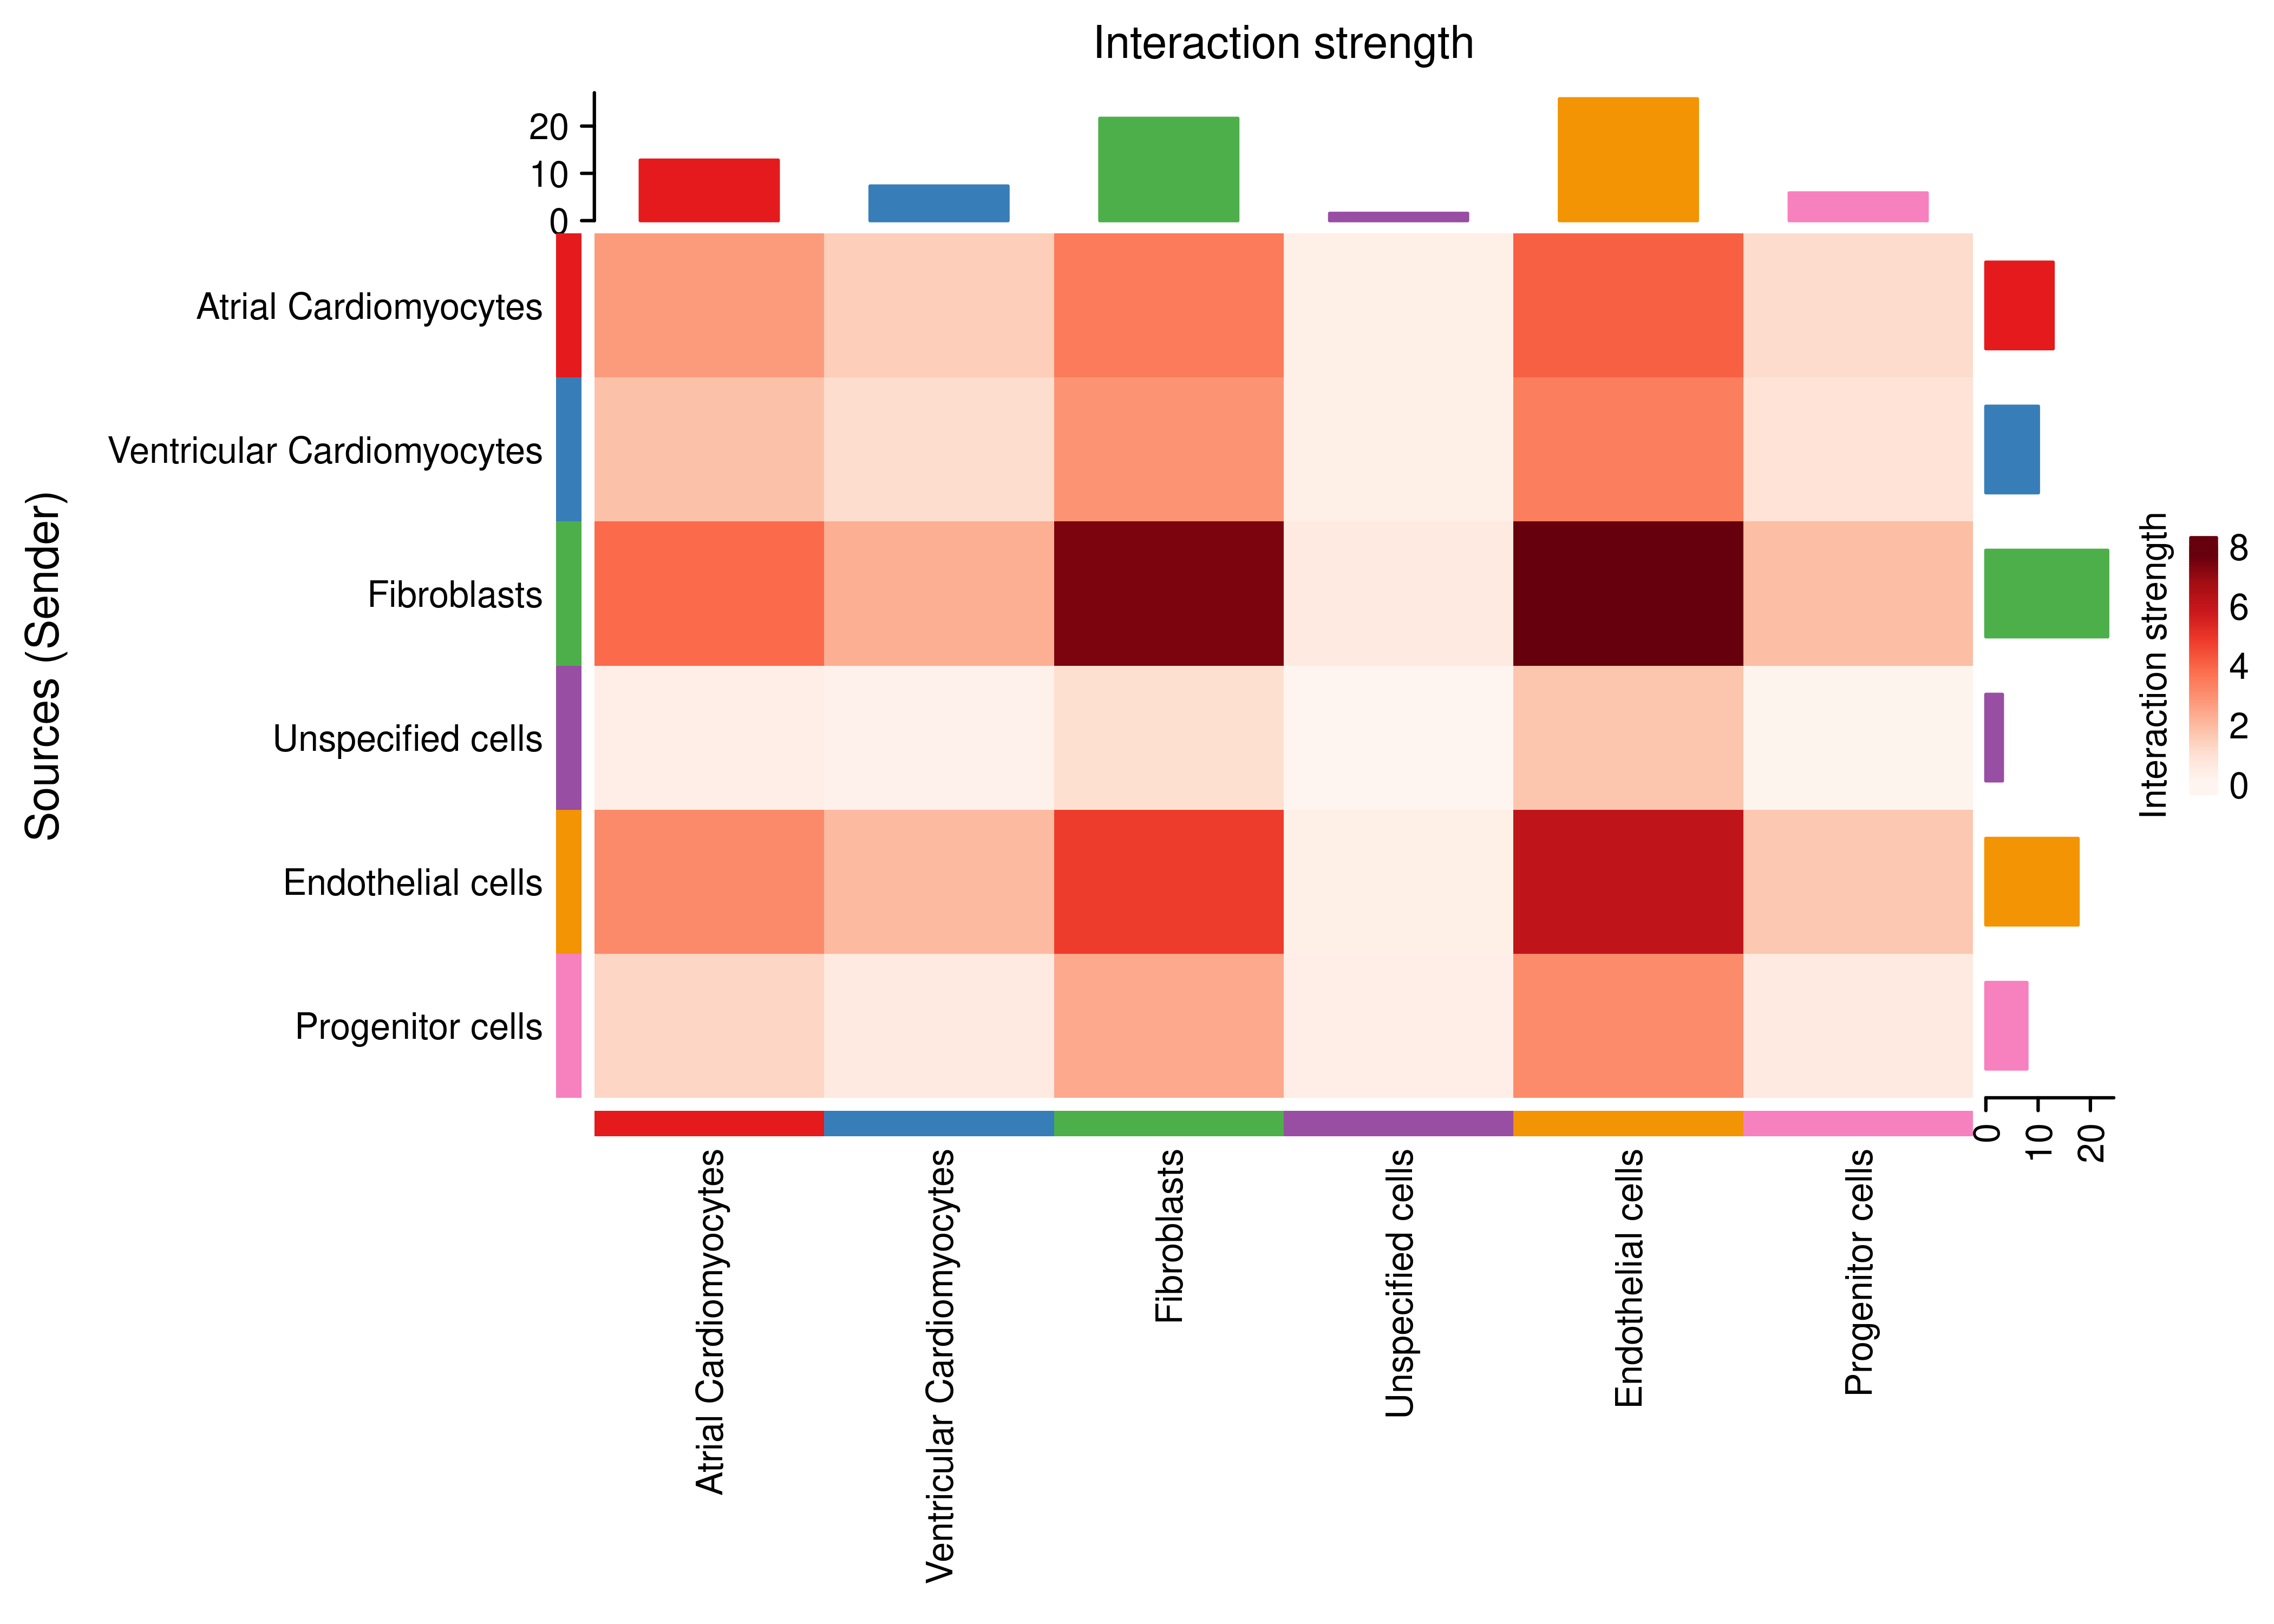 Interaction strength
20
10
0
Atrial Cardiomyocytes
Ventricular Cardiomyocytes
Fibroblasts
Unspecified cells
Endothelial cells
Progenitor cells
Sources (Sender)
Interaction strength
8
6
4
2
0
0
10
20
Atrial Cardiomyocytes
Ventricular Cardiomyocytes
Fibroblasts
Unspecified cells
Endothelial cells
Progenitor cells